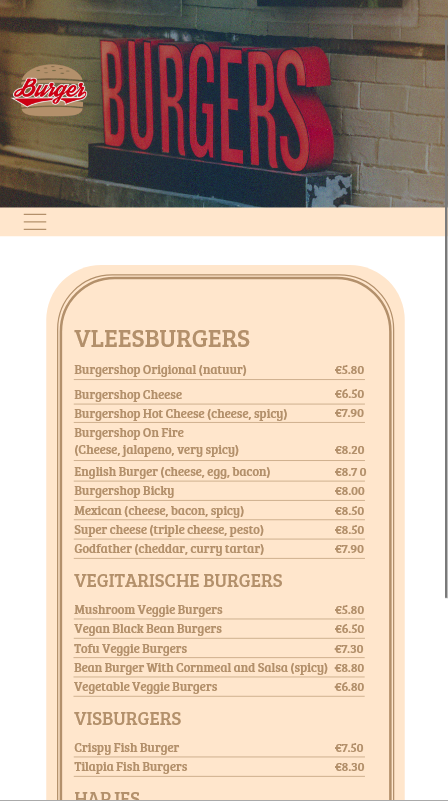 Burger
BURGERS
VLEESBURGERS
Burgershop Origional (natuur) €5.80
Burgershop Cheese €6.50
Burgershop Hot Cheese (cheese, spicy) €7.90
Burgershop On Fire
(Cheese, jalapeno, very spicy) €8.20
English Burger (cheese, egg, bacon) €8.7 0
Burgershop Bicky €8.00
Mexican (cheese, bacon, spicy) €8.50
Super cheese (triple cheese, pesto) €8.50
Godfather (cheddar, curry tartar) €7.90
VEGITARISCHE BURGERS
Mushroom Veggie Burgers €5.80
Vegan Black Bean Burgers €6.50
Tofu Veggie Burgers €7.30
Bean Burger With Cornmeal and Salsa (spicy) €8.80
Vegetable Veggie Burgers €6.80
VISBURGERS
Crispy Fish Burger €7.50
Tilapia Fish Burgers €8.30
HAPJES